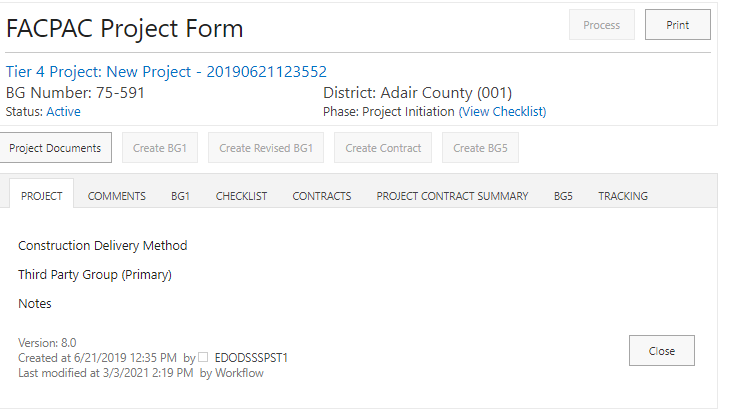 FACPAC Project Form
Process
Print
Tier 4 Project: New Project - 20190621123552
BG Number: 75-591
District: Adair County (001)
Status: Active
Phase: Project Initiation (View Checklist)
Project Documents
Create BG1
Create Revised BG1
Create Contract
Create BG5
PROJECT
COMMENTS
BG1
CHECKLIST
CONTRACTS
PROJECT CONTRACT SUMMARY
BG5
TRACKING
Construction Delivery Method
Third Party Group (Primary)
Notes
Version: 8.0
Created at 6/21/2019 12:35 PM by EDODSSSPST1
Last modified at 3/3/2021 2:19 PM by Workflow
Close